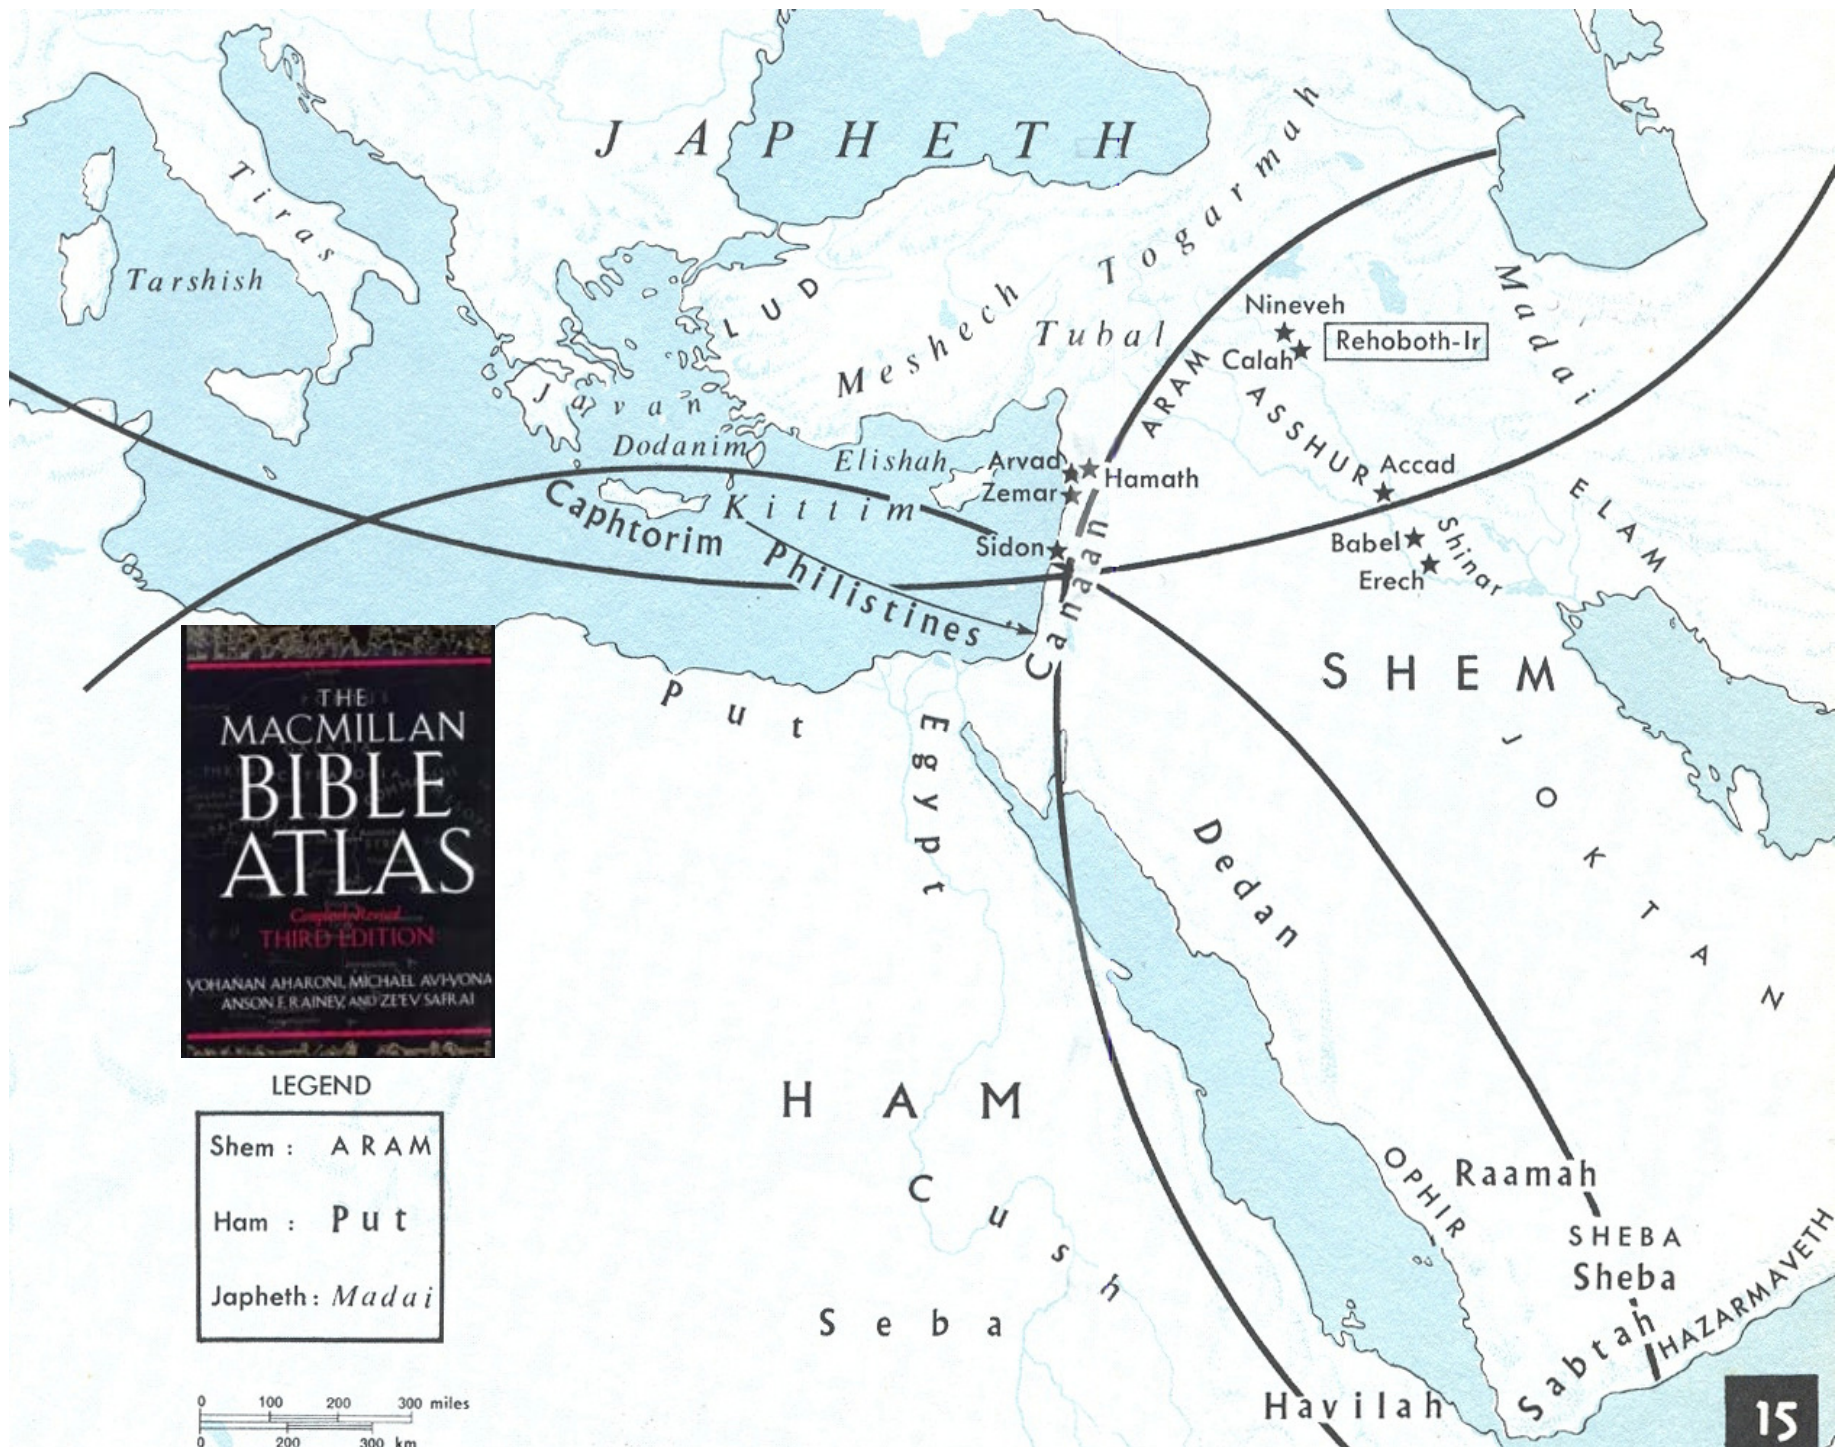 JAPHETH
Togarmah
Tiras
Tarshish
LUD
Meshech
Tubal
Madai
Nineveh
Rehoboth-Ir
Calah
ARAM
ASSHUR
Javan
Dodanim
Elishah
Arvad
Hamath
Zemar
Accad
ELAM
Kittim
Caphtorim
Philistines
Sidon
Canaan
Babel
Shinar
Erech
SHEM
Put
Egypt
JOKTAN
Dedan
THE
MACMILLAN
BIBLE
ATLAS
Completely Revised
THIRD EDITION
YOHANAN AHARONI, MICHAEL AVI-YONA
ANSON F. RAINEY, AND ZE'EV SAFRAI
LEGEND
Shem : ARAM
Ham : Put
Japheth : Madai
0 100 200 300 miles
0 200 300 km
HAM
Cush
Seba
OPHIR
Raamah
SHEBA
Sheba
HAZARMAVETH
Sabtah
Havilah
15